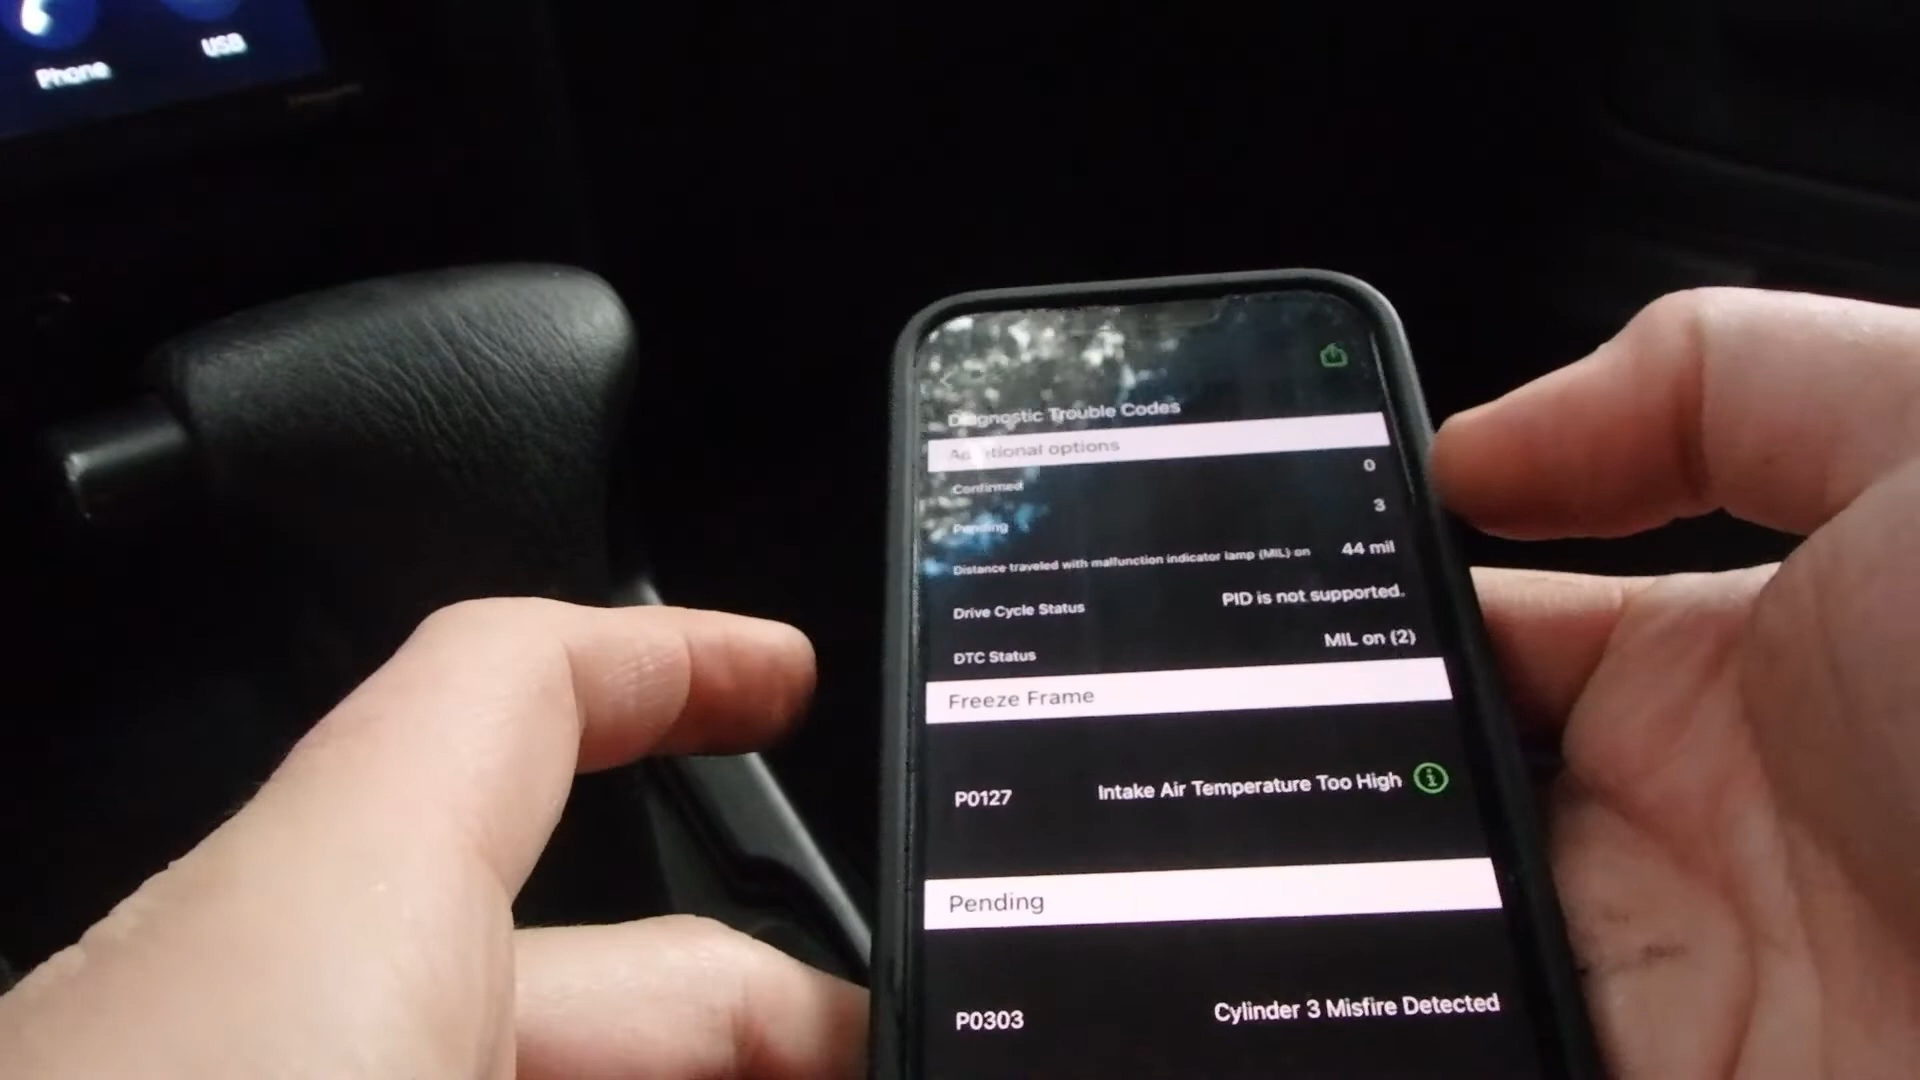 Phone
USB
Diagnostic Trouble Codes
Additional options
Confirmed 0
Pending 3
Distance traveled with malfunction indicator lamp (MIL) on 44 mil
Drive Cycle Status PID is not supported.
DTC Status MIL on (2)
Freeze Frame
P0127 Intake Air Temperature Too High
Pending
P0303 Cylinder 3 Misfire Detected